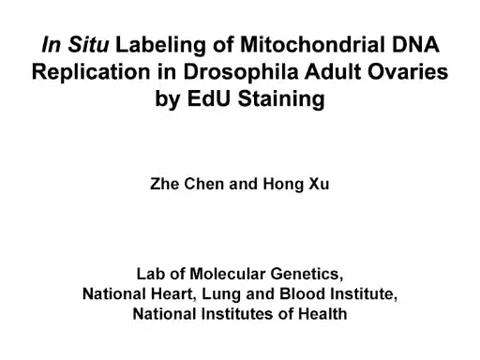 In Situ Labeling of Mitochondrial DNA
Replication in Drosophila Adult Ovaries
by EdU Staining
Zhe Chen and Hong Xu
Lab of Molecular Genetics,
National Heart, Lung and Blood Institute,
National Institutes of Health